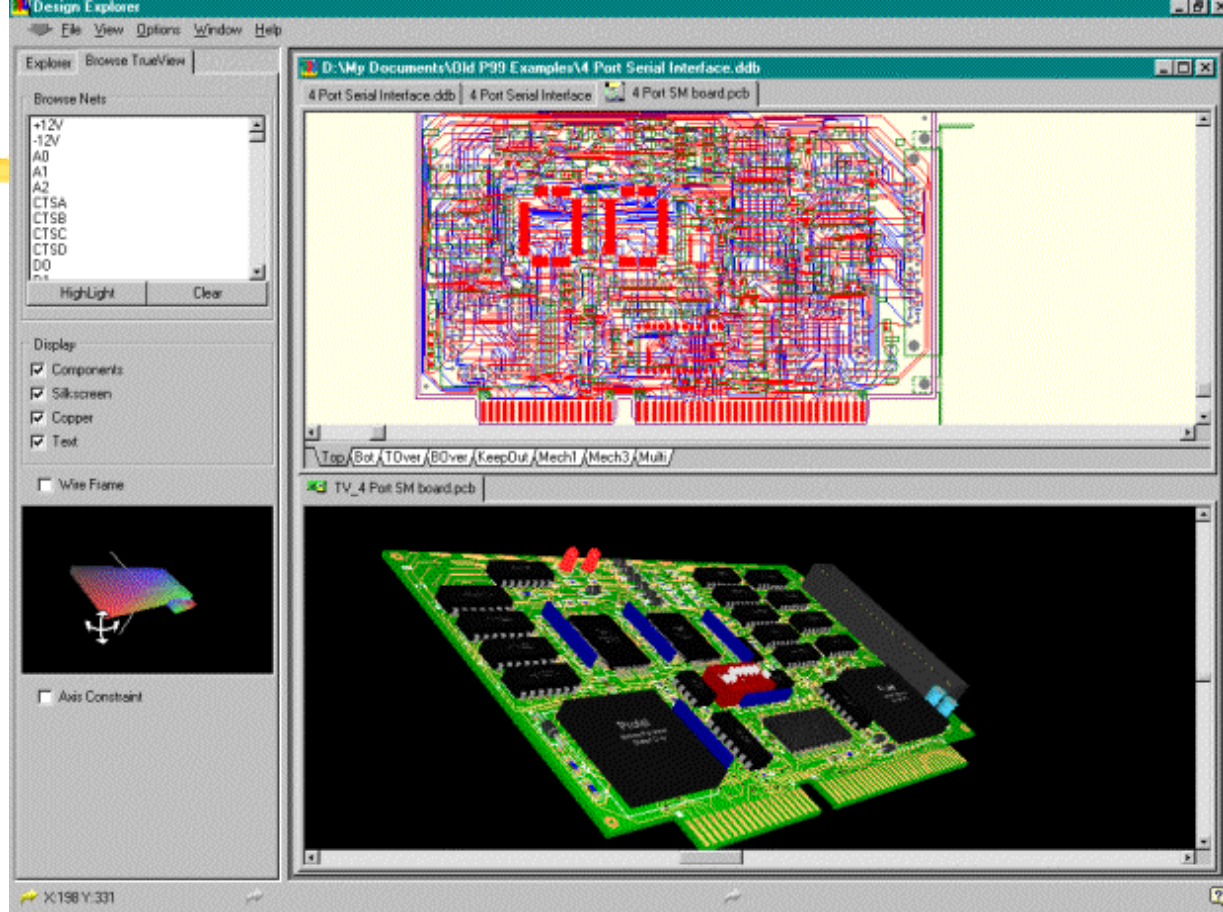 Design Explorer
File View Options Window Help
Explorer Browse TrueView
Browse Nets
+12V
-12V
A0
A1
A2
CTSA
CTSB
CTSC
CTSD
D0
D1
HighLight Clear
Display
Components
Silkscreen
Copper
Text
Wire Frame
Axis Constraint
D:\My Documents\Old P99 Examples\4 Port Serial Interface.ddb
4 Port Serial Interface.ddb 4 Port Serial Interface 4 Port SM board.pcb
Top Bot TOver BOver KeepOut Mech1 Mech3 Multi
TV_4 Port SM board.pcb
Protel
X:198 Y:331